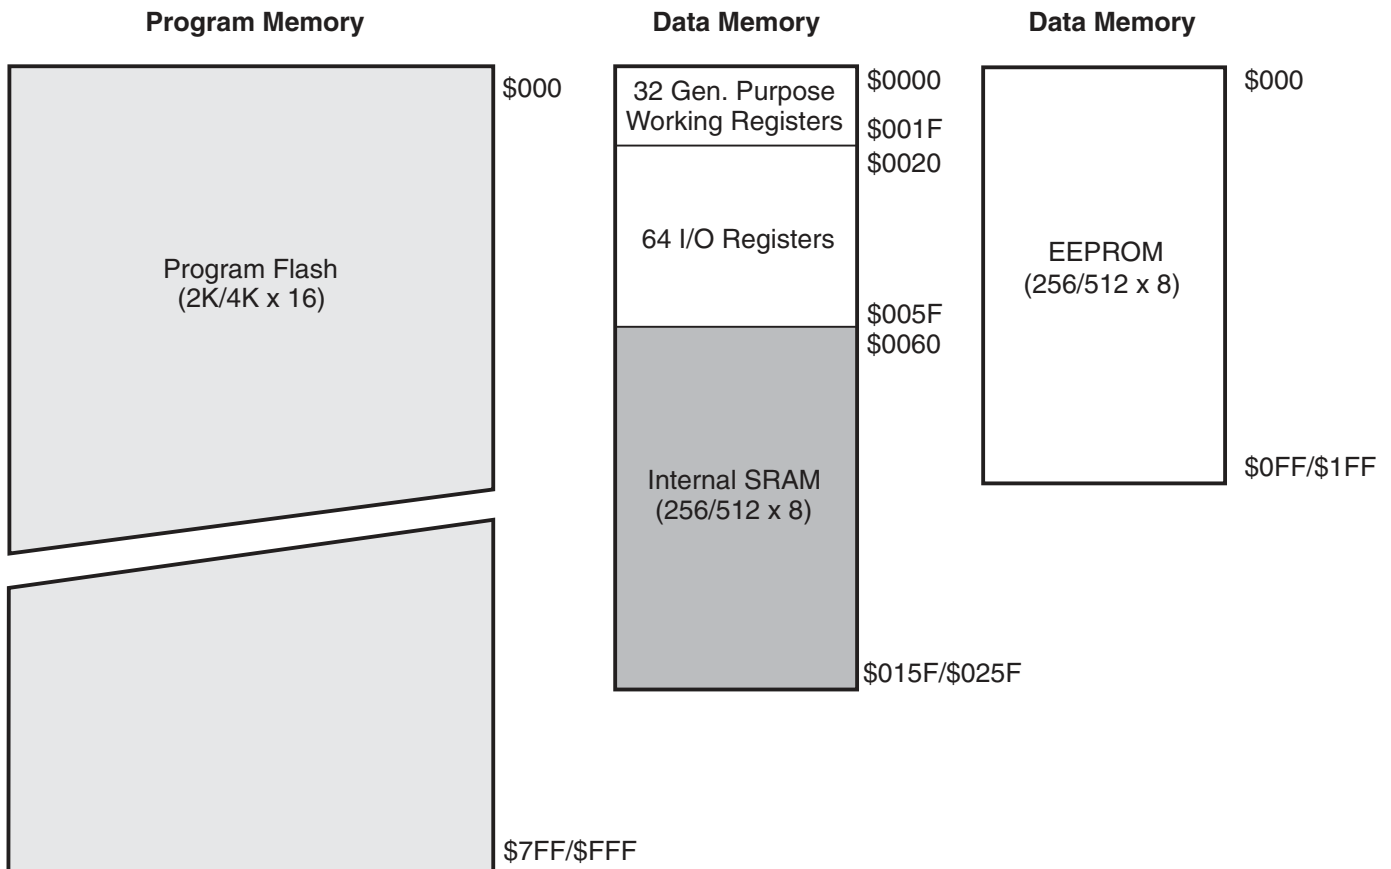 Program Memory
$000
Program Flash
(2K/4K x 16)
$7FF/$FFF
Data Memory
32 Gen. Purpose
Working Registers
$0000
$001F
$0020
64 I/O Registers
$005F
$0060
Internal SRAM
(256/512 x 8)
$015F/$025F
Data Memory
$000
EEPROM
(256/512 x 8)
$0FF/$1FF